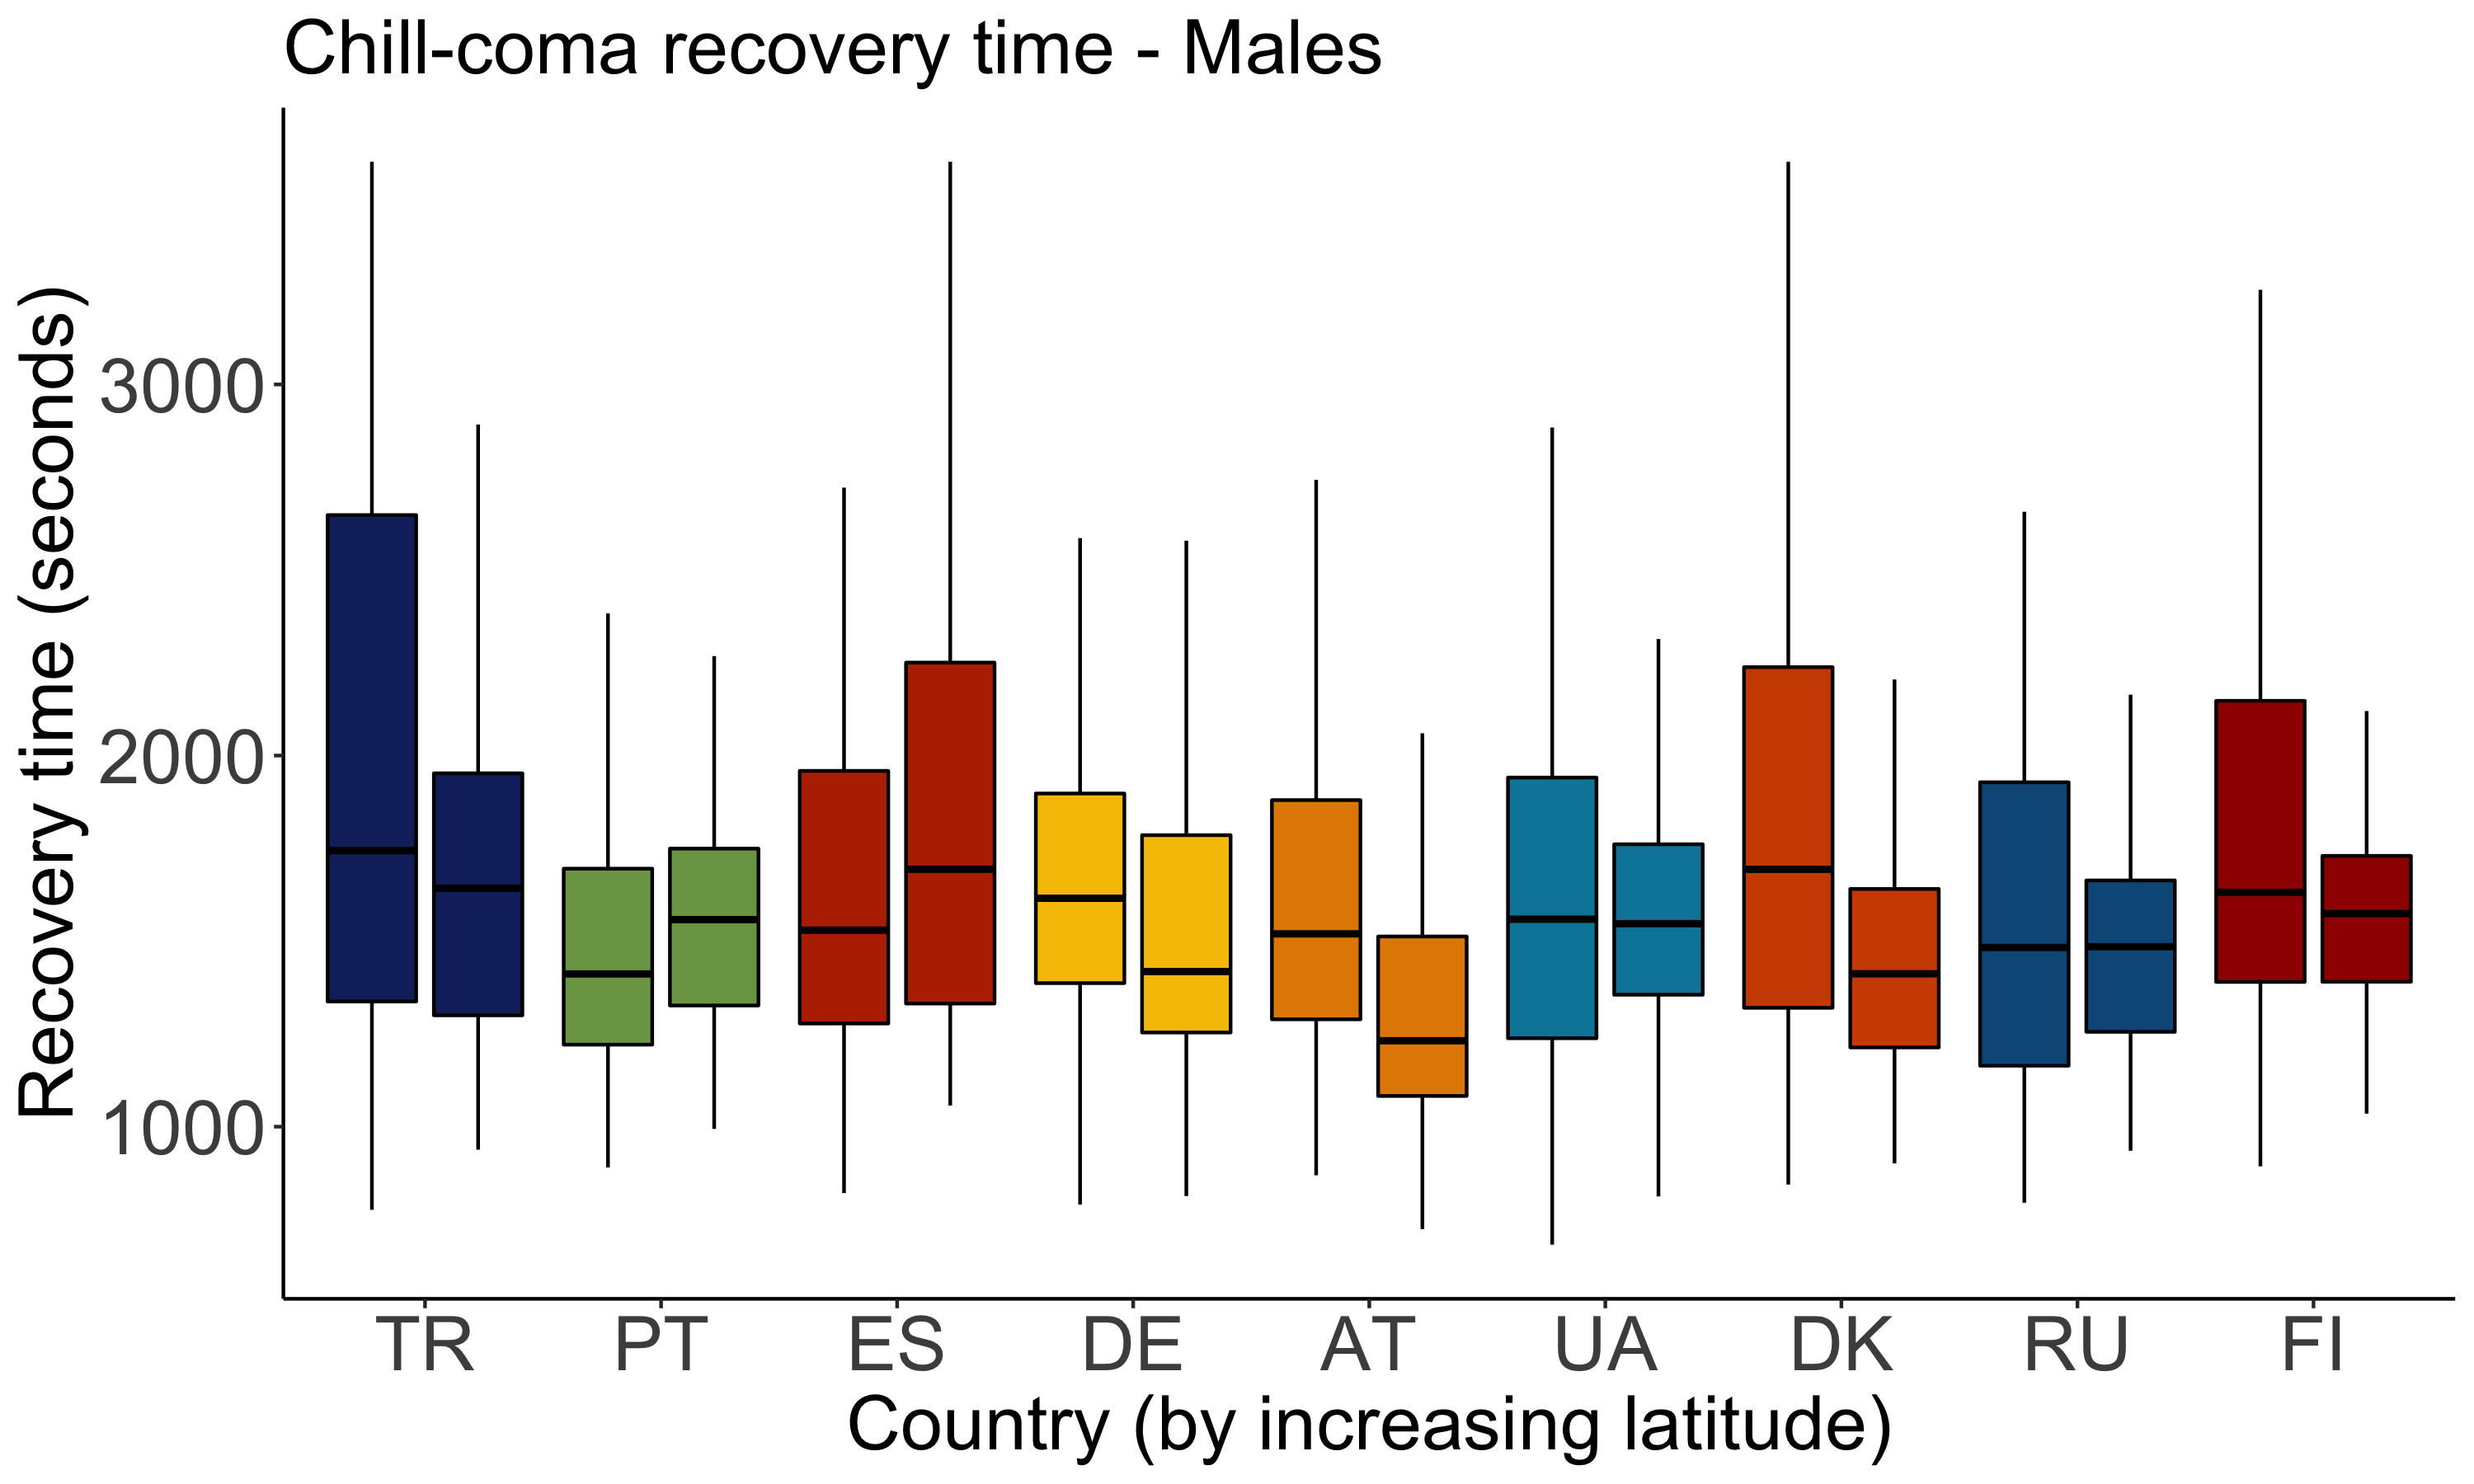 Chill-coma recovery time - Males
Recovery time (seconds)
3000
2000
1000
TR PT ES DE AT UA DK RU FI
Country (by increasing latitude)